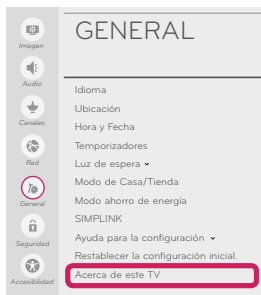 GENERAL
Imagen
Audio
Canales
Red
General
Seguridad
Accesibilidad
Idioma
Ubicación
Hora y Fecha
Temporizadores
Luz de espera
Modo de Casa/Tienda
Modo ahorro de energía
SIMPLINK
Ayuda para la configuración
Restablecer la configuración inicial.
Acerca de este TV